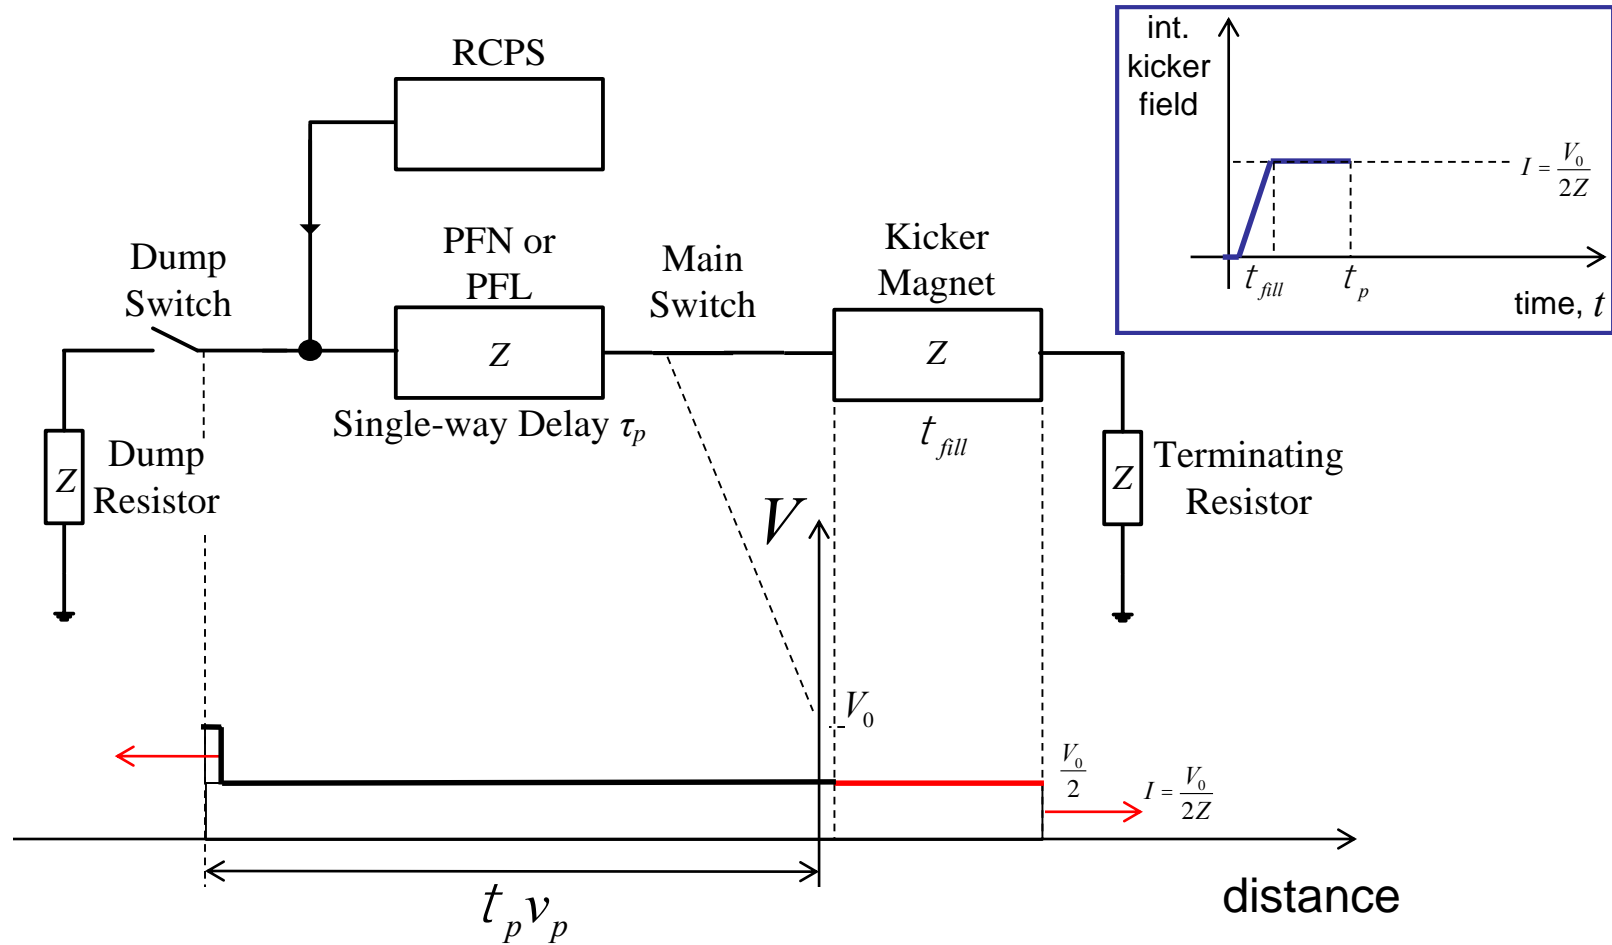 RCPS
int.
kicker
field
I = V₀/2Z
t_fill
t_p
time, t
Dump
Switch
PFN or
PFL
Main
Switch
Kicker
Magnet
Z
Z
Single-way Delay τ_p
t_fill
Z
Dump
Resistor
Z
Terminating
Resistor
V
V₀
V₀/2
I = V₀/2Z
t_p v_p
distance